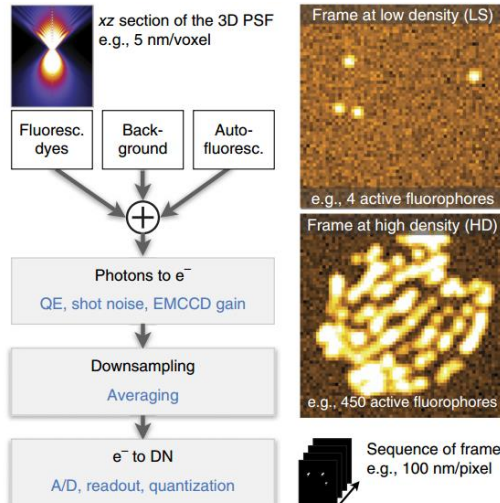 xz section of the 3D PSF
e.g., 5 nm/voxel
Fluoresc.
dyes
Back-
ground
Auto-
fluoresc.
Photons to e⁻
QE, shot noise, EMCCD gain
Downsampling
Averaging
e⁻ to DN
A/D, readout, quantization
Frame at low density (LS)
e.g., 4 active fluorophores
Frame at high density (HD)
e.g., 450 active fluorophores
Sequence of frame
e.g., 100 nm/pixel